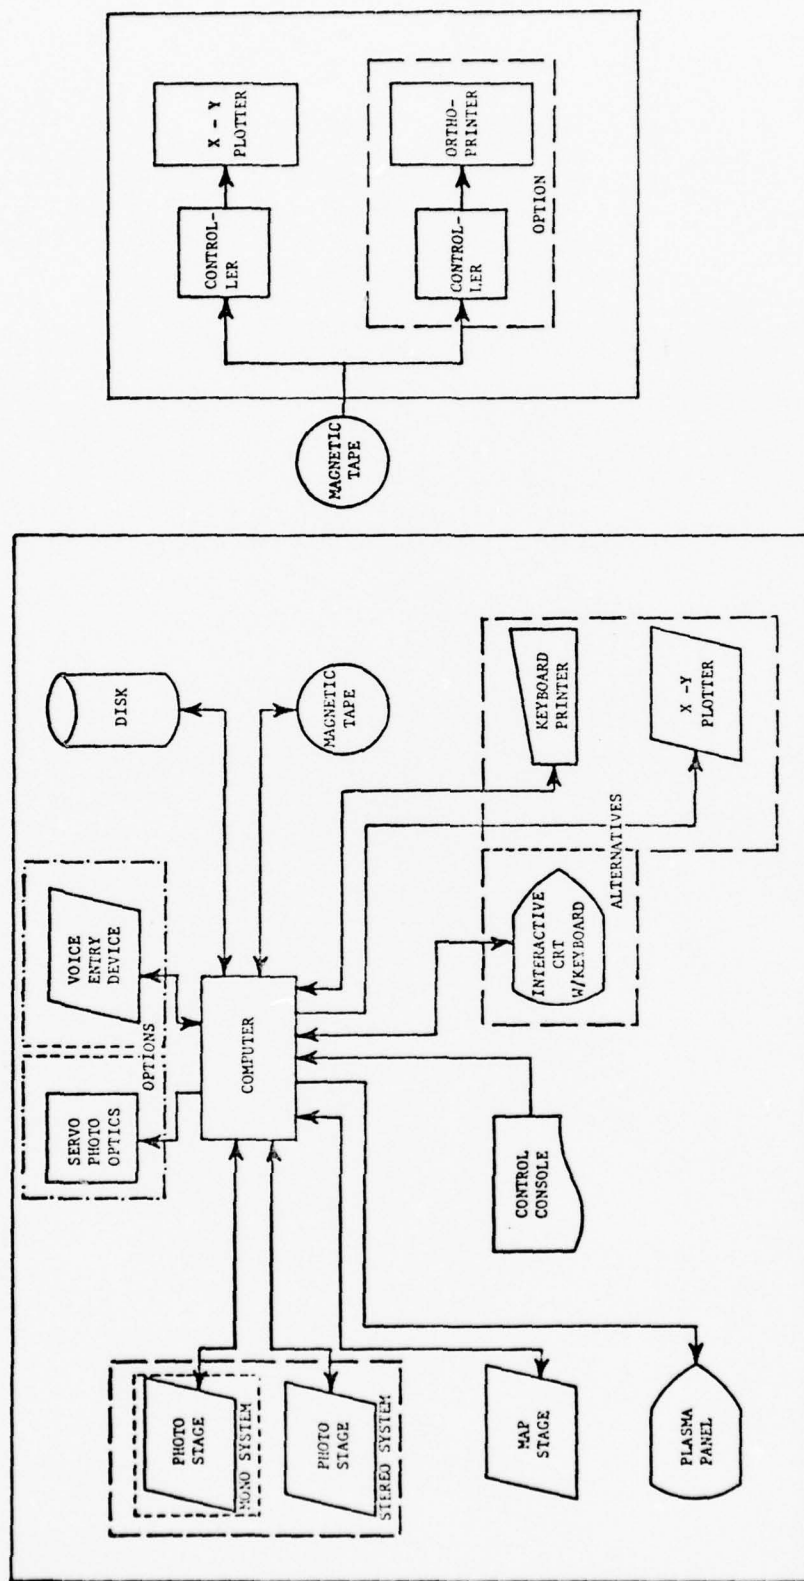 PHOTO
STAGE
MONO SYSTEM
PHOTO
STAGE
STEREO SYSTEM
MAP
STAGE
PLASMA
PANEL
SERVO
PHOTO
OPTICS
OPTIONS
VOICE
ENTRY
DEVICE
COMPUTER
CONTROL
CONSOLE
DISK
MAGNETIC
TAPE
INTERACTIVE
CRT
W/KEYBOARD
ALTERNATIVES
KEYBOARD
PRINTER
X -Y
PLOTTER
MAGNETIC
TAPE
CONTROL-
LER
X - Y
PLOTTER
CONTROL-
LER
ORTHO-
PRINTER
OPTION